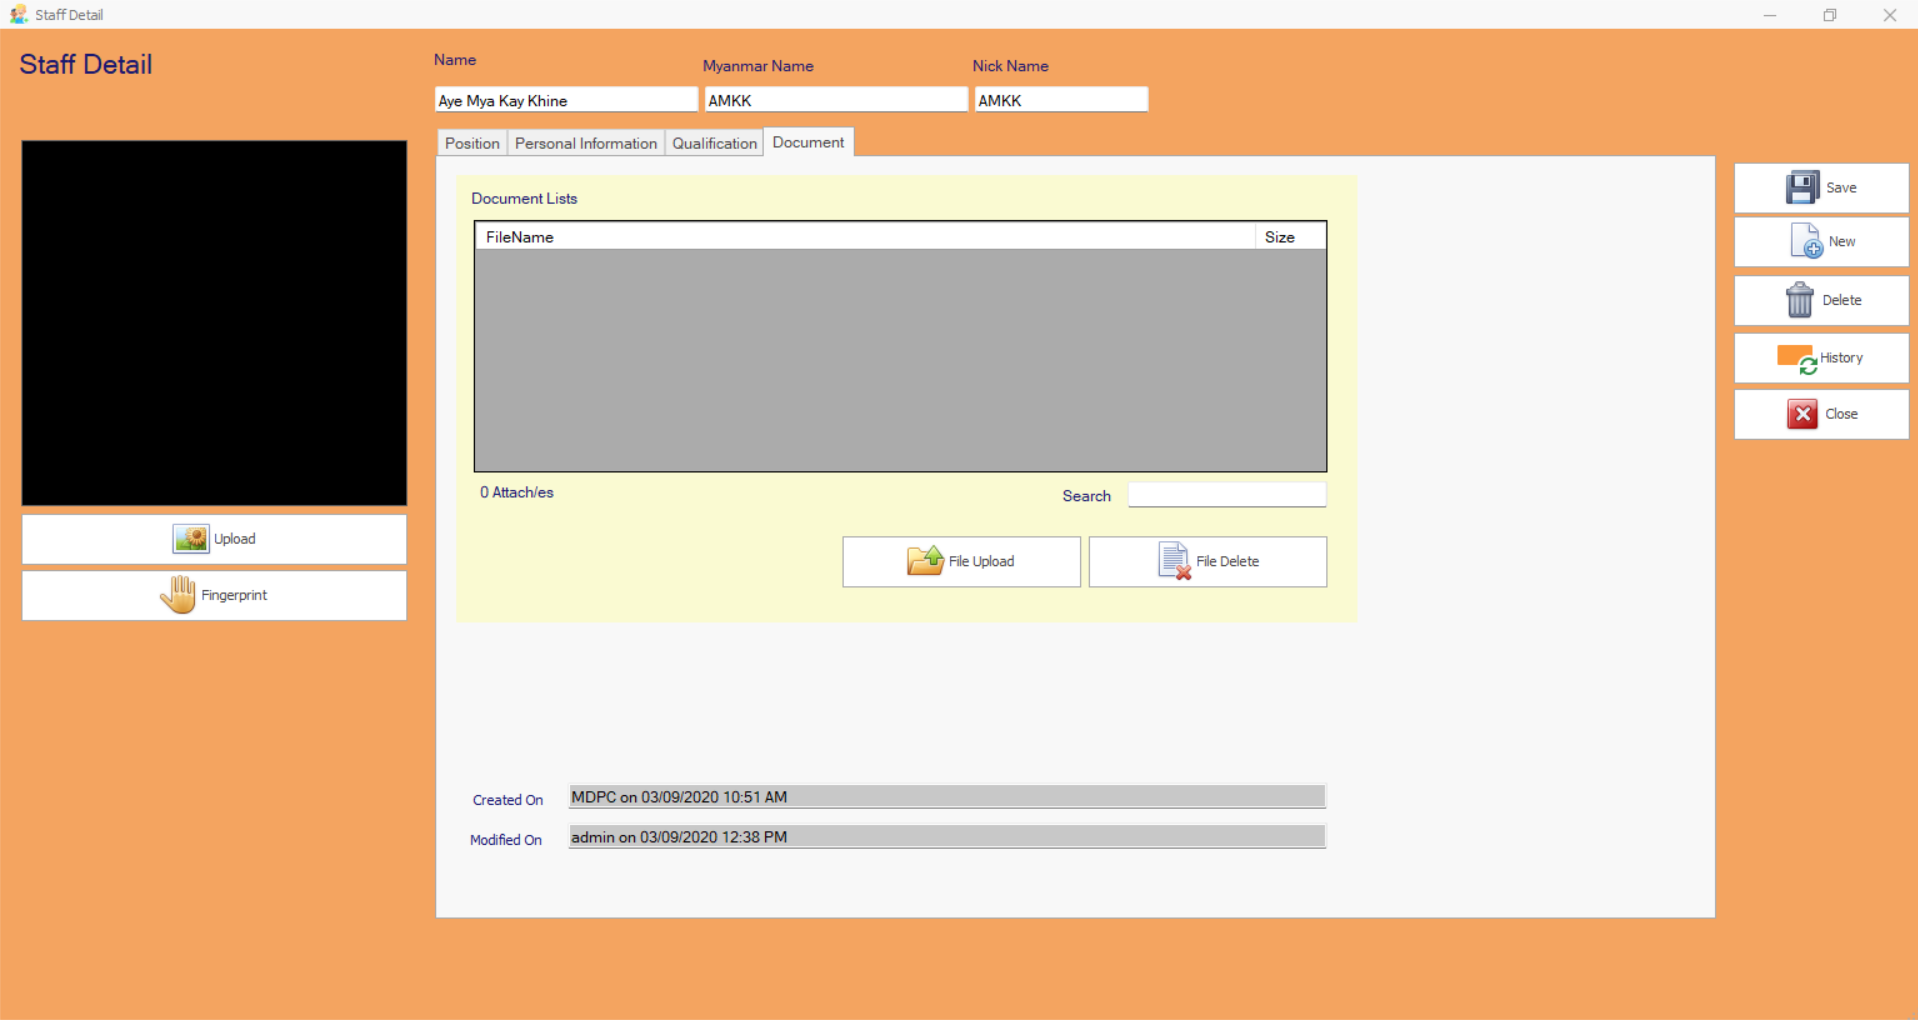 Staff Detail
Staff Detail
Name
Myanmar Name
Nick Name
Aye Mya Kay Khine
AMKK
AMKK
Position
Personal Information
Qualification
Document
Document Lists
FileName
Size
0 Attach/es
Search
File Upload
File Delete
Upload
Fingerprint
Created On
MDPC on 03/09/2020 10:51 AM
Modified On
admin on 03/09/2020 12:38 PM
Save
New
Delete
History
Close